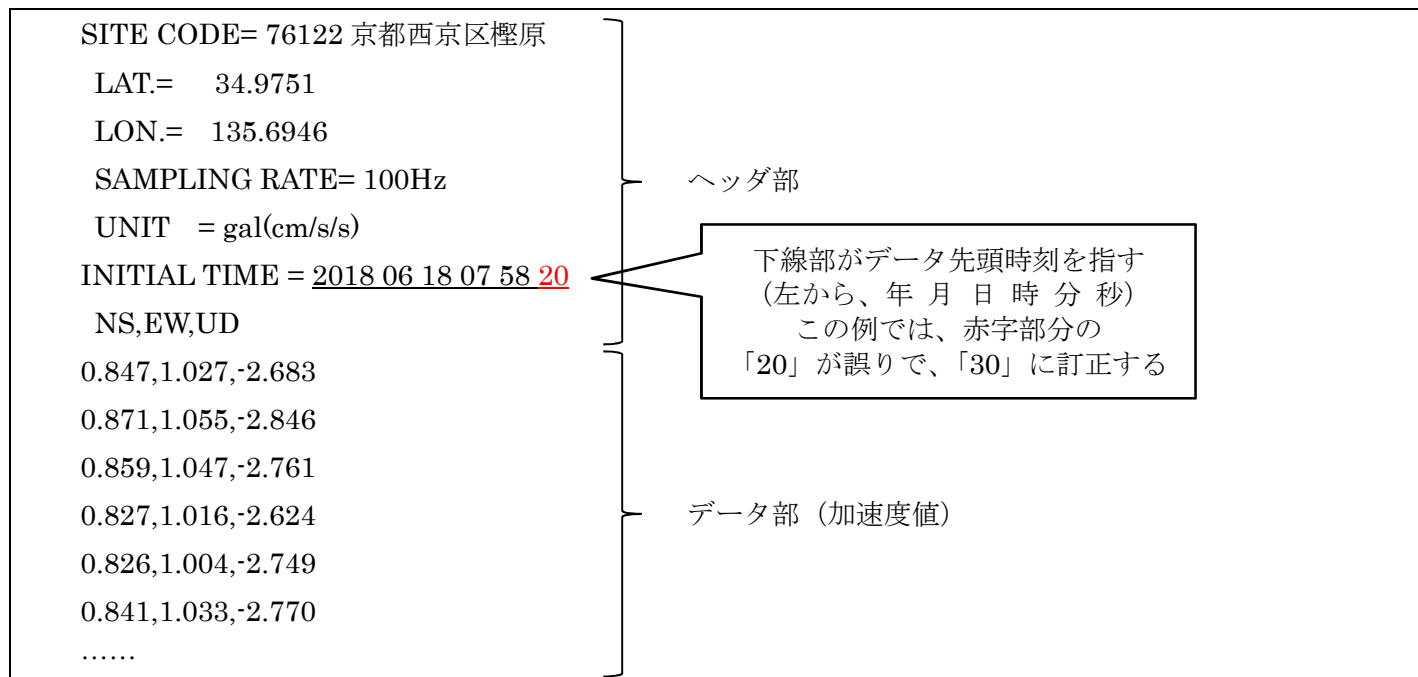 SITE CODE= 76122 京都西京区樫原
LAT.= 34.9751
LON.= 135.6946
SAMPLING RATE= 100Hz
UNIT = gal(cm/s/s)
INITIAL TIME = 2018 06 18 07 58 20
NS,EW,UD
ヘッダ部
下線部がデータ先頭時刻を指す
（左から、年 月 日 時 分 秒）
この例では、赤字部分の
「20」が誤りで、「30」に訂正する
0.847,1.027,-2.683
0.871,1.055,-2.846
0.859,1.047,-2.761
0.827,1.016,-2.624
0.826,1.004,-2.749
0.841,1.033,-2.770
……
データ部（加速度値）